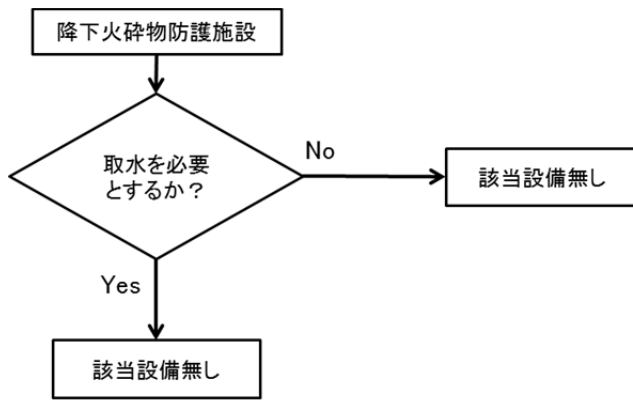 降下火砕物防護施設
取水を必要
とするか？
No
該当設備無し
Yes
該当設備無し